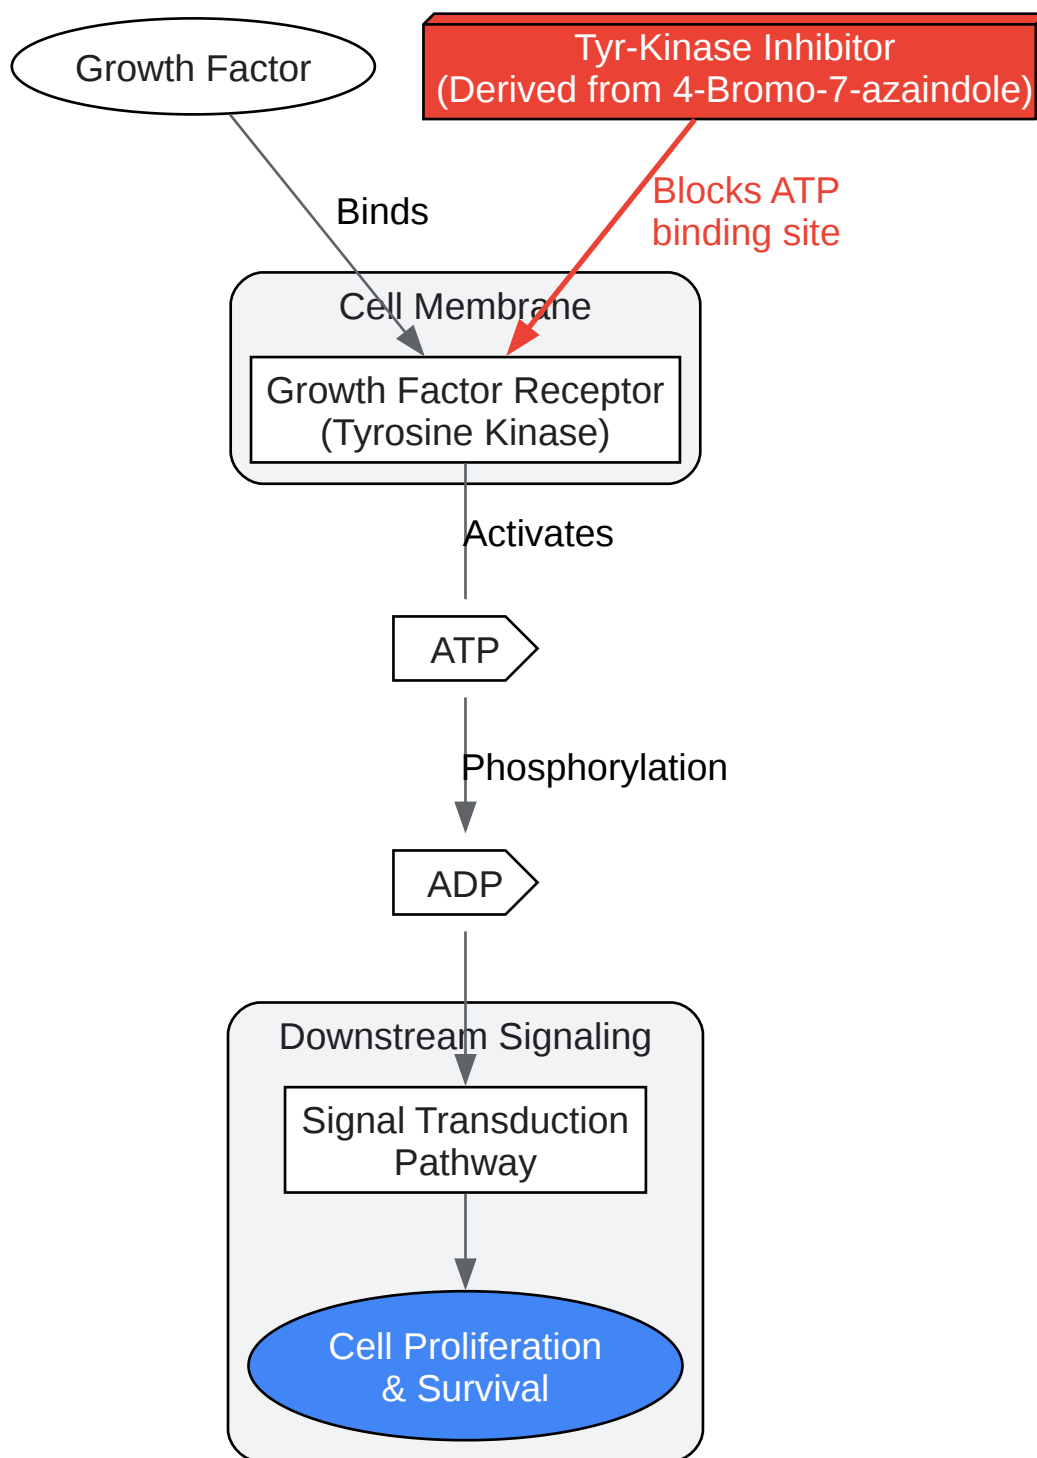 Growth Factor
Tyr-Kinase Inhibitor
(Derived from 4-Bromo-7-azaindole)
Binds
Blocks ATP
binding site
Cell Membrane
Growth Factor Receptor
(Tyrosine Kinase)
Activates
ATP
Phosphorylation
ADP
Downstream Signaling
Signal Transduction
Pathway
Cell Proliferation
& Survival